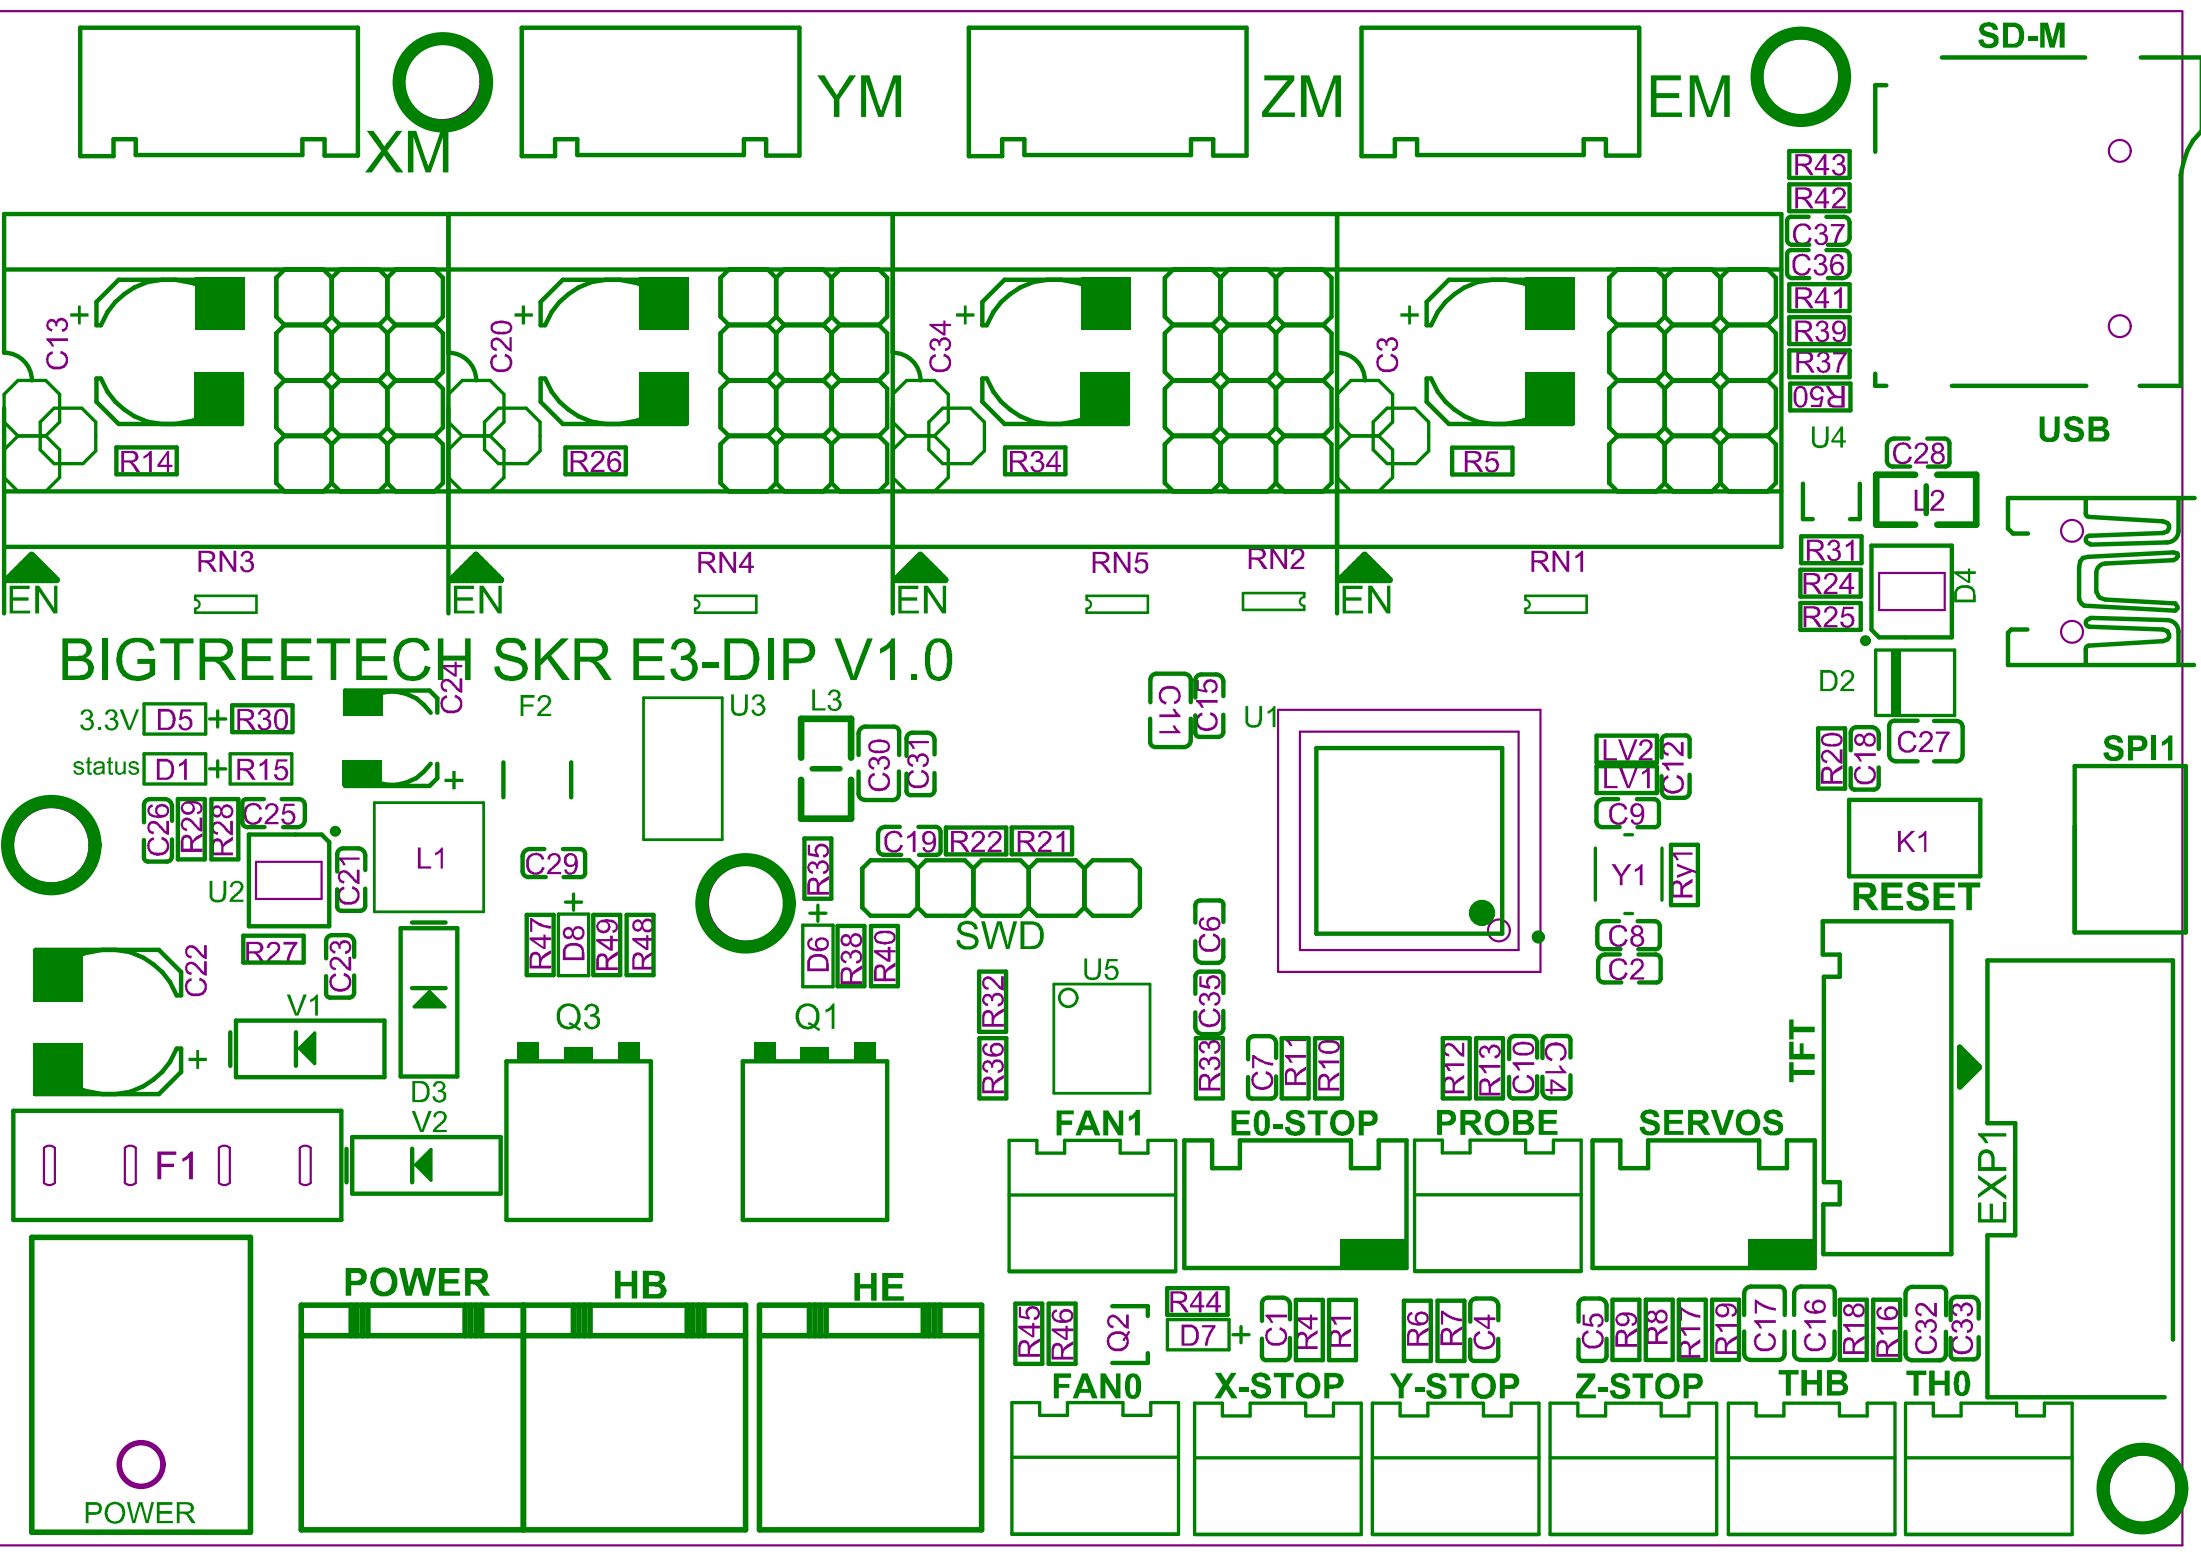 SD-M
XM
YM
ZM
EM
R43
R42
C37
C36
R41
R39
R37
R50
+
C13
+
C20
+
C34
+
C3
R14
R26
R34
R5
U4
C28
USB
L2
R31
R24
R25
D4
RN3
RN4
RN5
RN2
RN1
EN
EN
EN
EN
BIGTREETECH SKR E3-DIP V1.0
D2
3.3V D5 + R30
status D1 + R15
C24
+
F2
U3
L3
C30
C31
C11
C15
U1
LV2
LV1
C12
C9
Y1
Ry1
C8
C2
R20
C18
C27
SPI1
K1
RESET
C26
R29
R28
C25
U2
C21
L1
C29
R35
C19
R22
R21
SWD
R27
C23
C22
+
V1
D3
+
R47
D8
R49
R48
+
D6
R38
R40
Q3
Q1
U5
R32
R36
C6
C35
R33
C7
R11
R10
R12
R13
C10
C14
TFT
EXP1
V2
F1
FAN1
E0-STOP
PROBE
SERVOS
POWER
HB
HE
R45
R46
Q2
R44
D7 +
C1
R4
R1
R6
R7
C4
C5
R9
R8
R17
R19
C17
C16
R18
R16
C32
C33
FAN0
X-STOP
Y-STOP
Z-STOP
THB
TH0
POWER